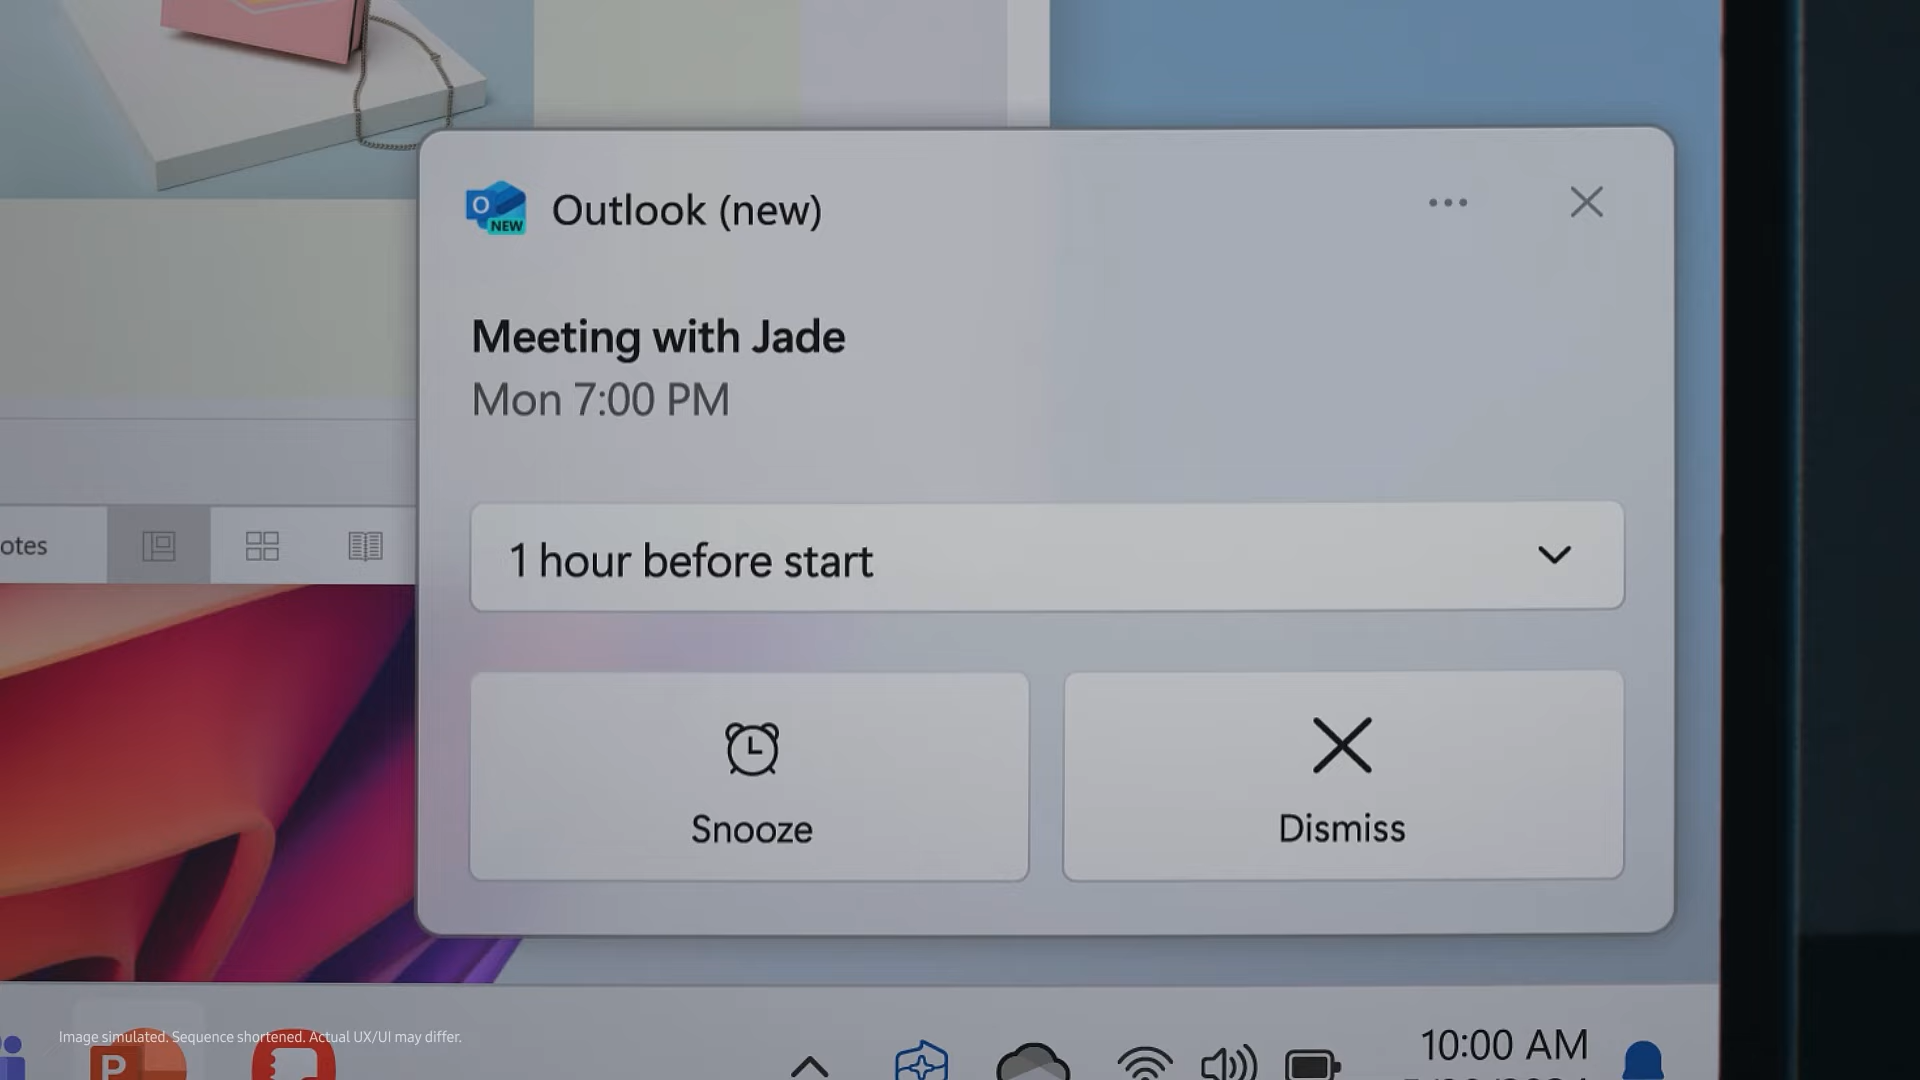 O
NEW
Outlook (new)
Meeting with Jade
Mon 7:00 PM
otes
1 hour before start
Snooze
Dismiss
Image simulated. Sequence shortened. Actual UX/UI may differ.
P
10:00 AM